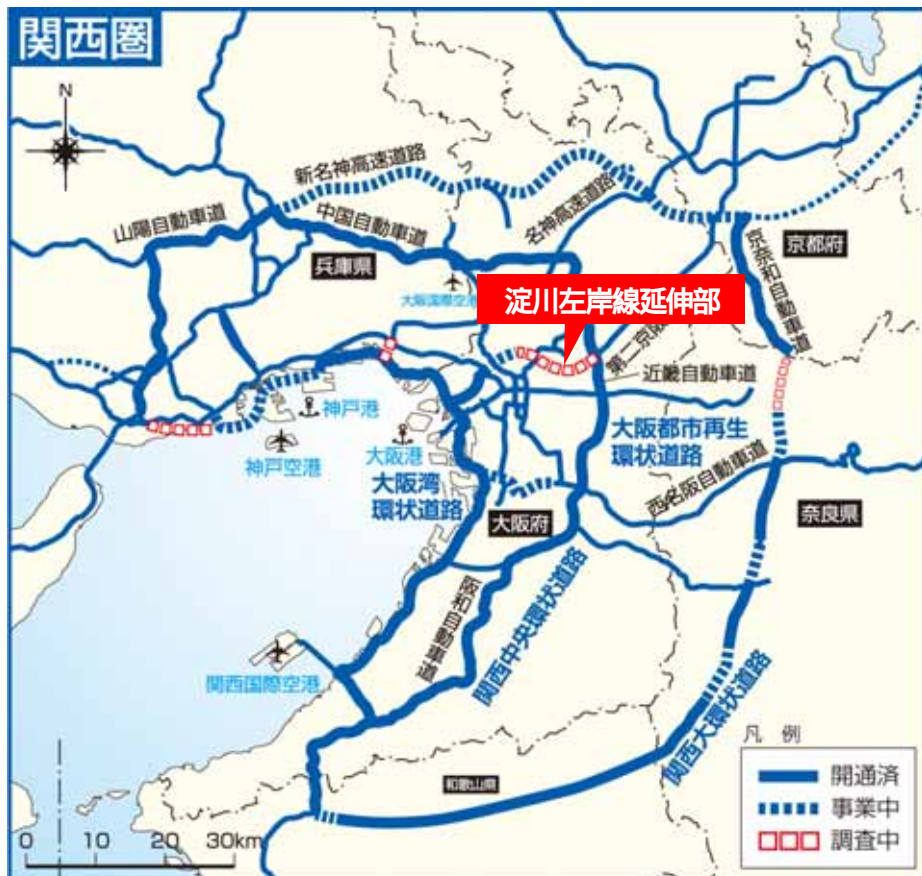 関西圏
N
新名神高速道路
名神高速道路
山陽自動車道
中国自動車道
京都府
京奈和自動車道
兵庫県
大阪国際空港
淀川左岸線延伸部
第二京阪
近畿自動車道
神戸港
神戸空港
大阪港
大阪湾
環状道路
大阪都市再生
環状道路
西名阪自動車道
大阪府
奈良県
阪和自動車道
関西中央環状道路
関西国際空港
関西大環状道路
和歌山県
凡例
開通済
事業中
調査中
0 10 20 30km